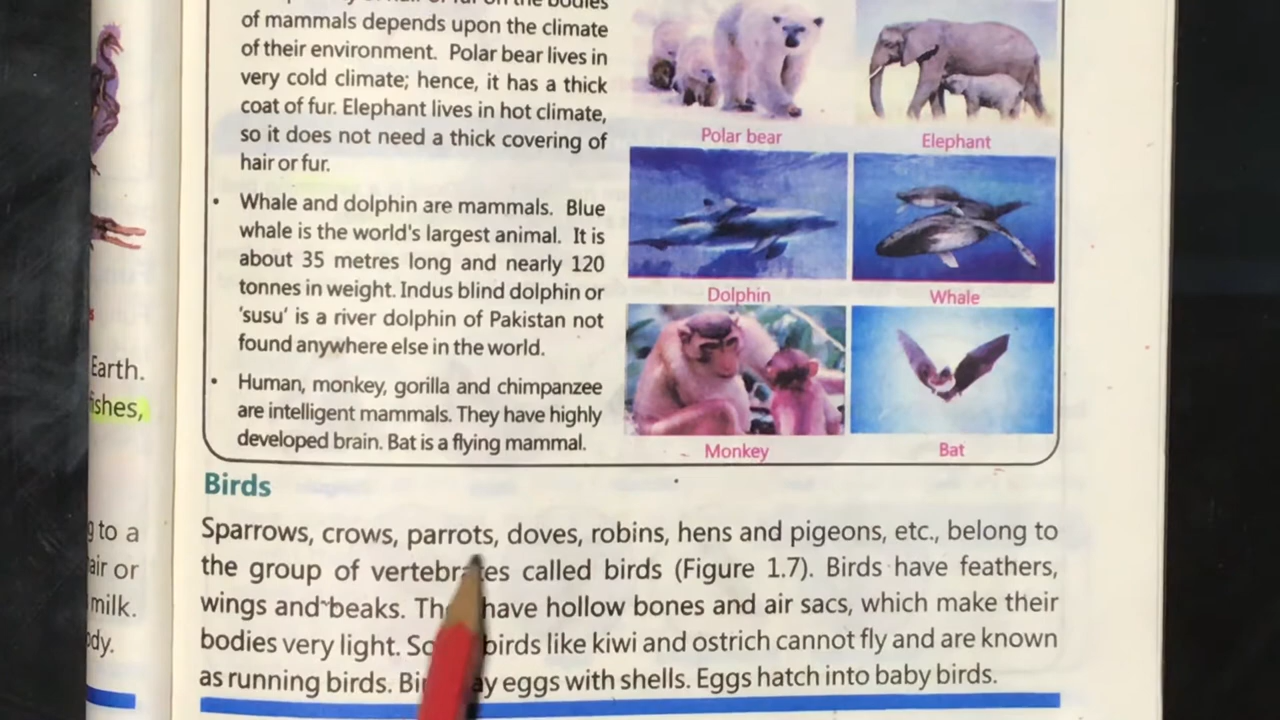 of mammals depends upon the climate
of their environment. Polar bear lives in
very cold climate; hence, it has a thick
coat of fur. Elephant lives in hot climate,
so it does not need a thick covering of
hair or fur.
• Whale and dolphin are mammals. Blue
whale is the world's largest animal. It is
about 35 metres long and nearly 120
tonnes in weight. Indus blind dolphin or
'susu' is a river dolphin of Pakistan not
found anywhere else in the world.
• Human, monkey, gorilla and chimpanzee
are intelligent mammals. They have highly
developed brain. Bat is a flying mammal.
Polar bear
Elephant
Dolphin
Whale
Monkey
Bat
Birds
Sparrows, crows, parrots, doves, robins, hens and pigeons, etc., belong to
the group of vertebrates called birds (Figure 1.7). Birds have feathers,
wings and beaks. have hollow bones and air sacs, which make their
bodies very light. birds like kiwi and ostrich cannot fly and are known
as running birds. eggs with shells. Eggs hatch into baby birds.
Earth.
fishes,
to a
or
milk.